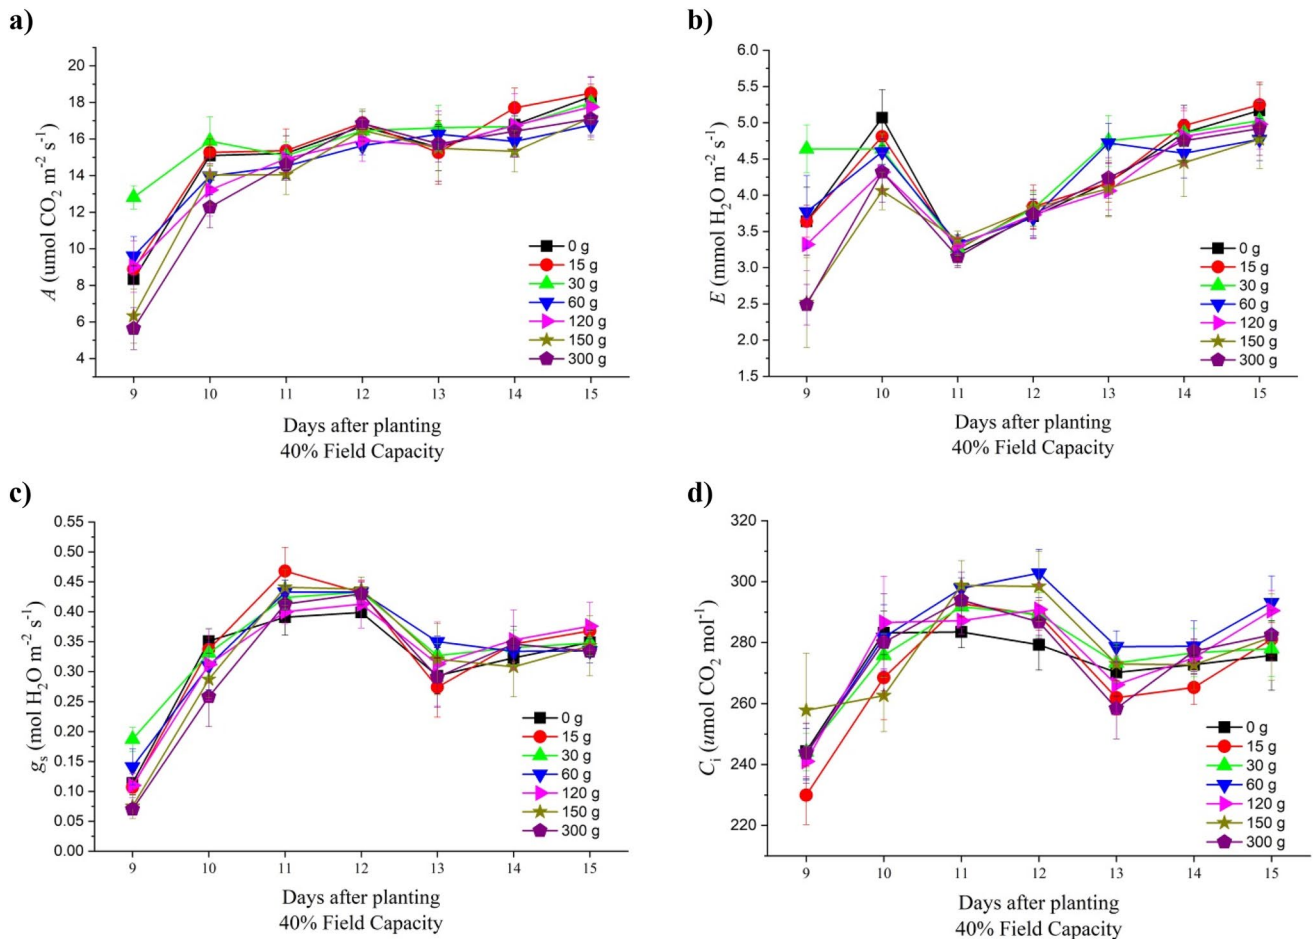 a)
A (umol CO2 m-2 s-1)
20
18
16
14
12
10
8
6
4
0 g
15 g
30 g
60 g
120 g
150 g
300 g
9 10 11 12 13 14 15
Days after planting
40% Field Capacity
b)
E (mmol H2O m-2 s-1)
6.0
5.5
5.0
4.5
4.0
3.5
3.0
2.5
2.0
1.5
0 g
15 g
30 g
60 g
120 g
150 g
300 g
9 10 11 12 13 14 15
Days after planting
40% Field Capacity
c)
gs (mol H2O m-2 s-1)
0.55
0.50
0.45
0.40
0.35
0.30
0.25
0.20
0.15
0.10
0.05
0.00
0 g
15 g
30 g
60 g
120 g
150 g
300 g
9 10 11 12 13 14 15
Days after planting
40% Field Capacity
d)
Ci (umol CO2 mol-1)
320
300
280
260
240
220
0 g
15 g
30 g
60 g
120 g
150 g
300 g
9 10 11 12 13 14 15
Days after planting
40% Field Capacity